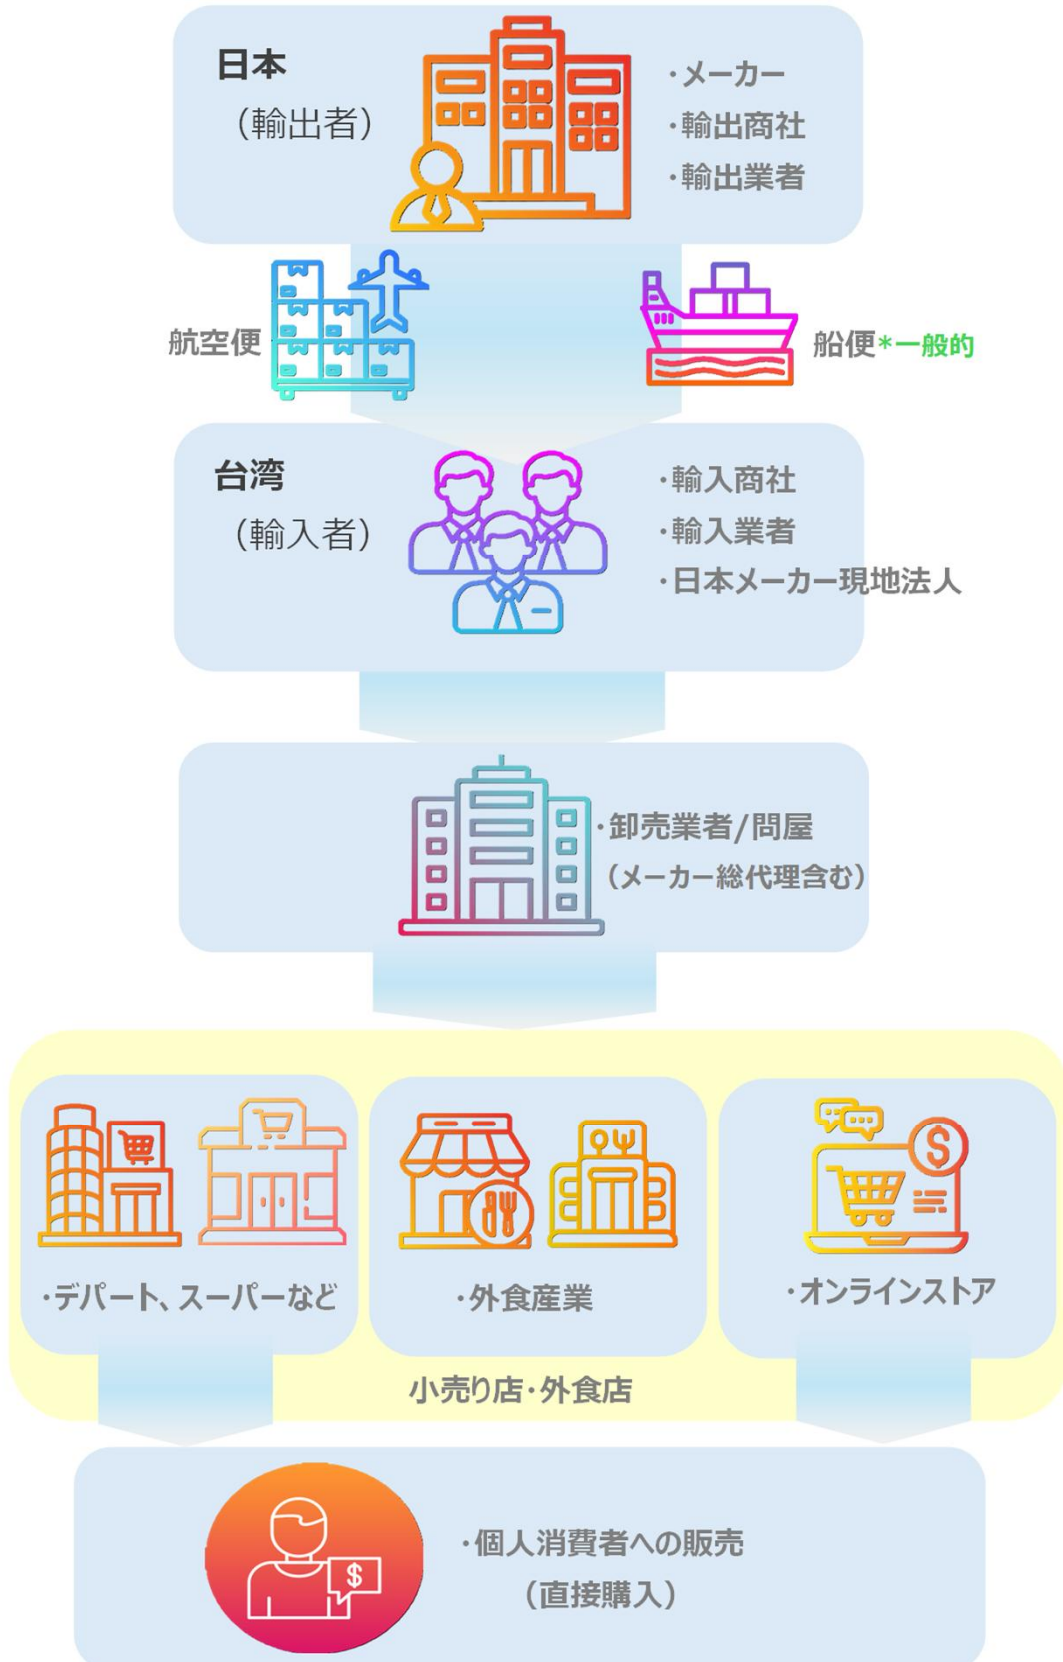 日本
（輸出者）
・メーカー
・輸出商社
・輸出業者
航空便
船便*一般的
台湾
（輸入者）
・輸入商社
・輸入業者
・日本メーカー現地法人
・卸売業者/問屋
（メーカー総代理含む）
・デパート、スーパーなど
・外食産業
・オンラインストア
小売り店・外食店
・個人消費者への販売
（直接購入）